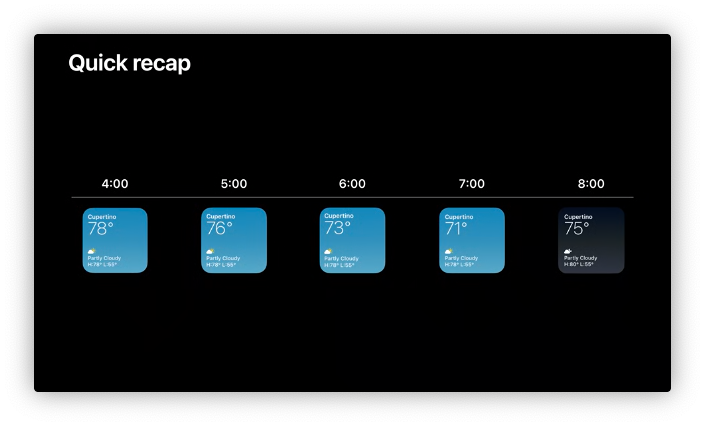 Quick recap
4:00
5:00
6:00
7:00
8:00
Cupertino
78°
Partly Cloudy
H:78° L:55°
Cupertino
76°
Partly Cloudy
H:78° L:55°
Cupertino
73°
Partly Cloudy
H:78° L:55°
Cupertino
71°
Partly Cloudy
H:78° L:55°
Cupertino
75°
Partly Cloudy
H:80° L:55°